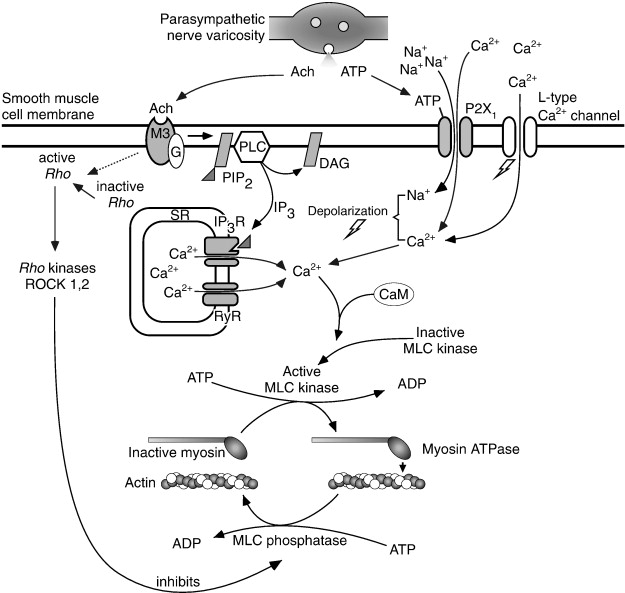 Parasympathetic
nerve varicosity
Ach
ATP
Na⁺
Na⁺Na⁺
Ca²⁺
Ca²⁺
Ca²⁺
Smooth muscle
cell membrane
Ach
M3
G
PLC
PIP₂
DAG
ATP
P2X₁
L-type
Ca²⁺ channel
active
Rho
inactive
Rho
IP₃
Na⁺
Depolarization
Ca²⁺
SR
IP₃R
Ca²⁺
Ca²⁺
Ca²⁺
RyR
Ca²⁺
CaM
Rho kinases
ROCK 1,2
Inactive
MLC kinase
Active
MLC kinase
ATP
ADP
Inactive myosin
Myosin ATPase
Actin
ADP
MLC phosphatase
ATP
inhibits